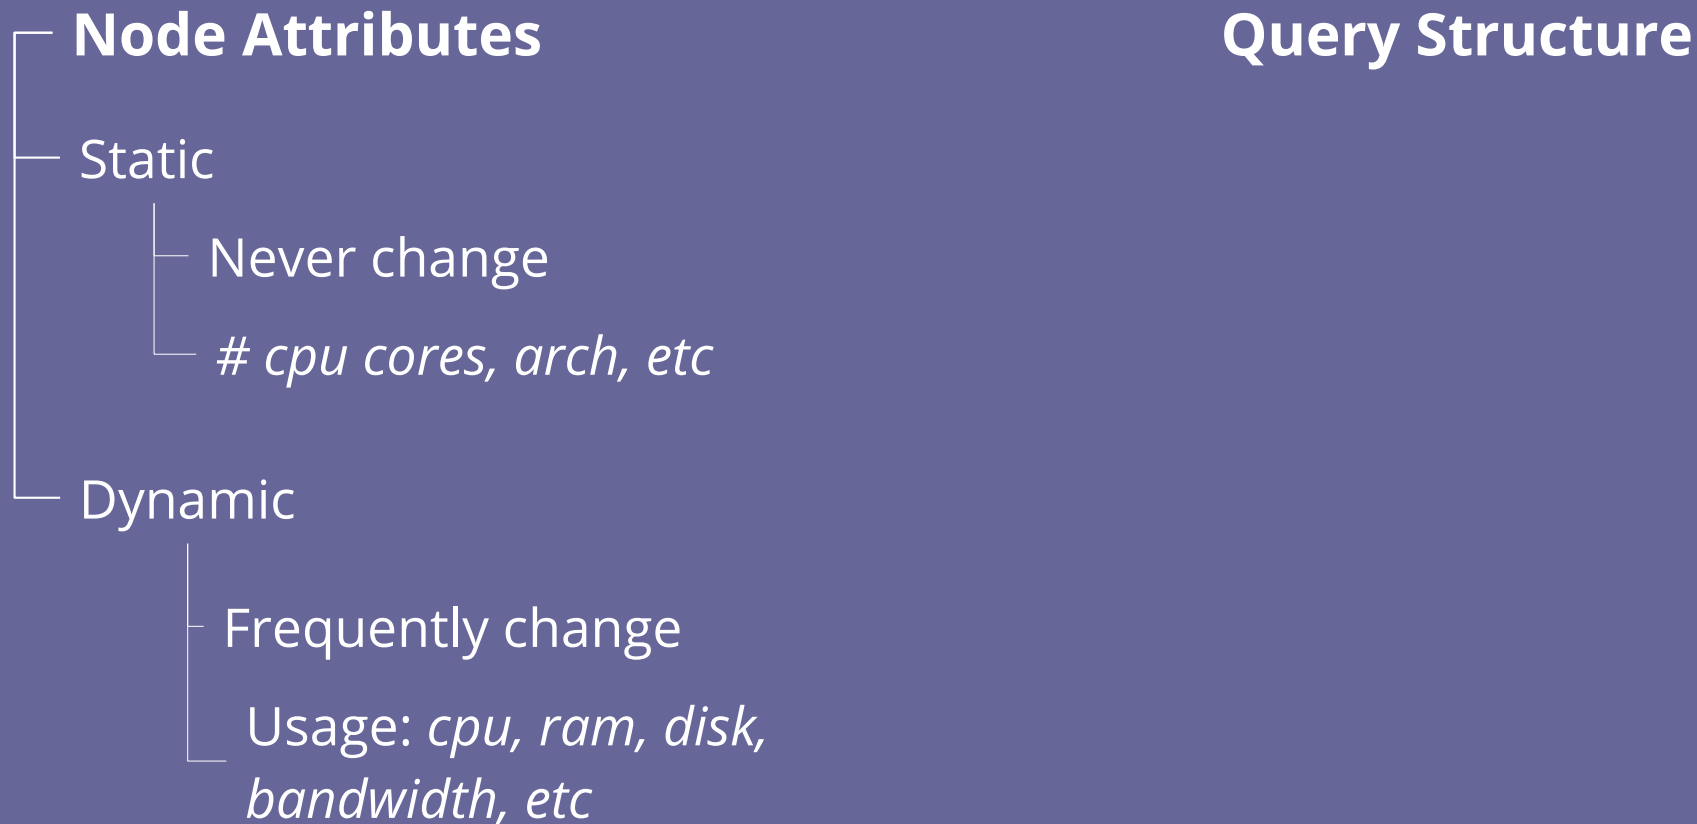 Node Attributes
Query Structure
Static
Never change
# cpu cores, arch, etc
Dynamic
Frequently change
Usage: cpu, ram, disk,
bandwidth, etc